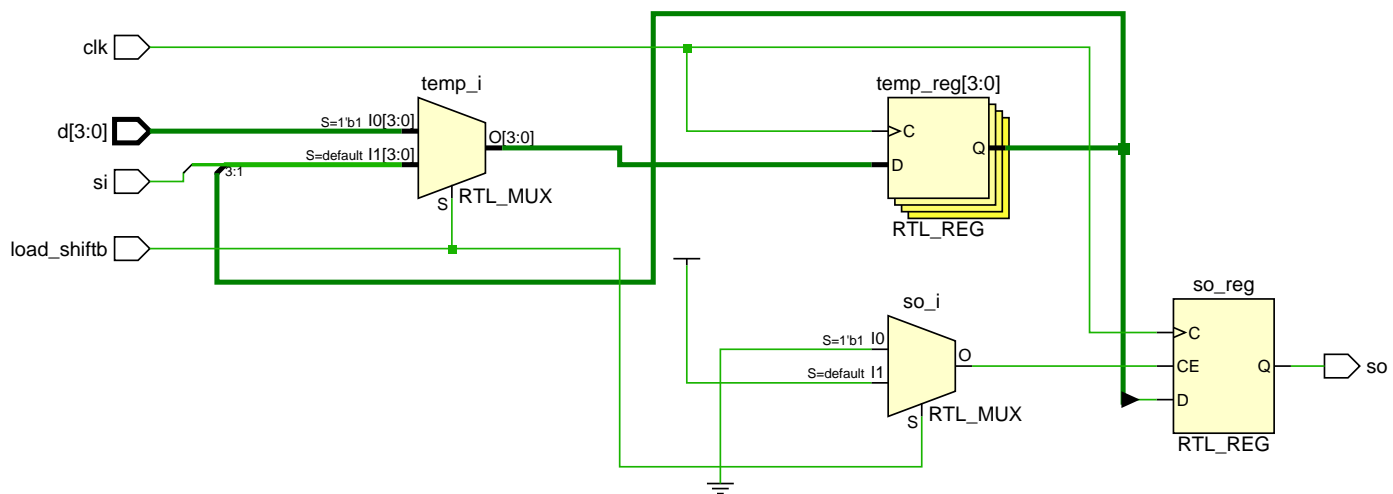 clk
temp_i
temp_reg[3:0]
d[3:0]
S=1'b1 I0[3:0]
O[3:0]
C
S=default I1[3:0]
3:1
D
Q
si
S
RTL_MUX
load_shiftb
RTL_REG
so_i
so_reg
S=1'b1 I0
C
O
CE
Q
so
S=default I1
D
S
RTL_MUX
RTL_REG